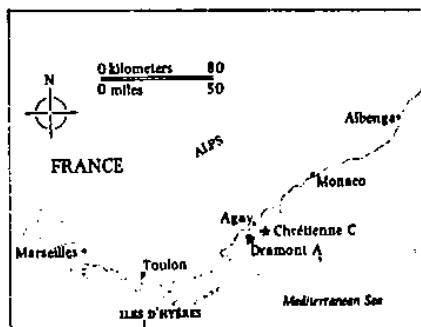 N
0 kilometers 80
0 miles 50
Albenga
ALPS
FRANCE
Monaco
Agay
Chrétienne C
Dramont A
Marseilles
Toulon
ILES D'HYÈRES
Mediterranean Sea